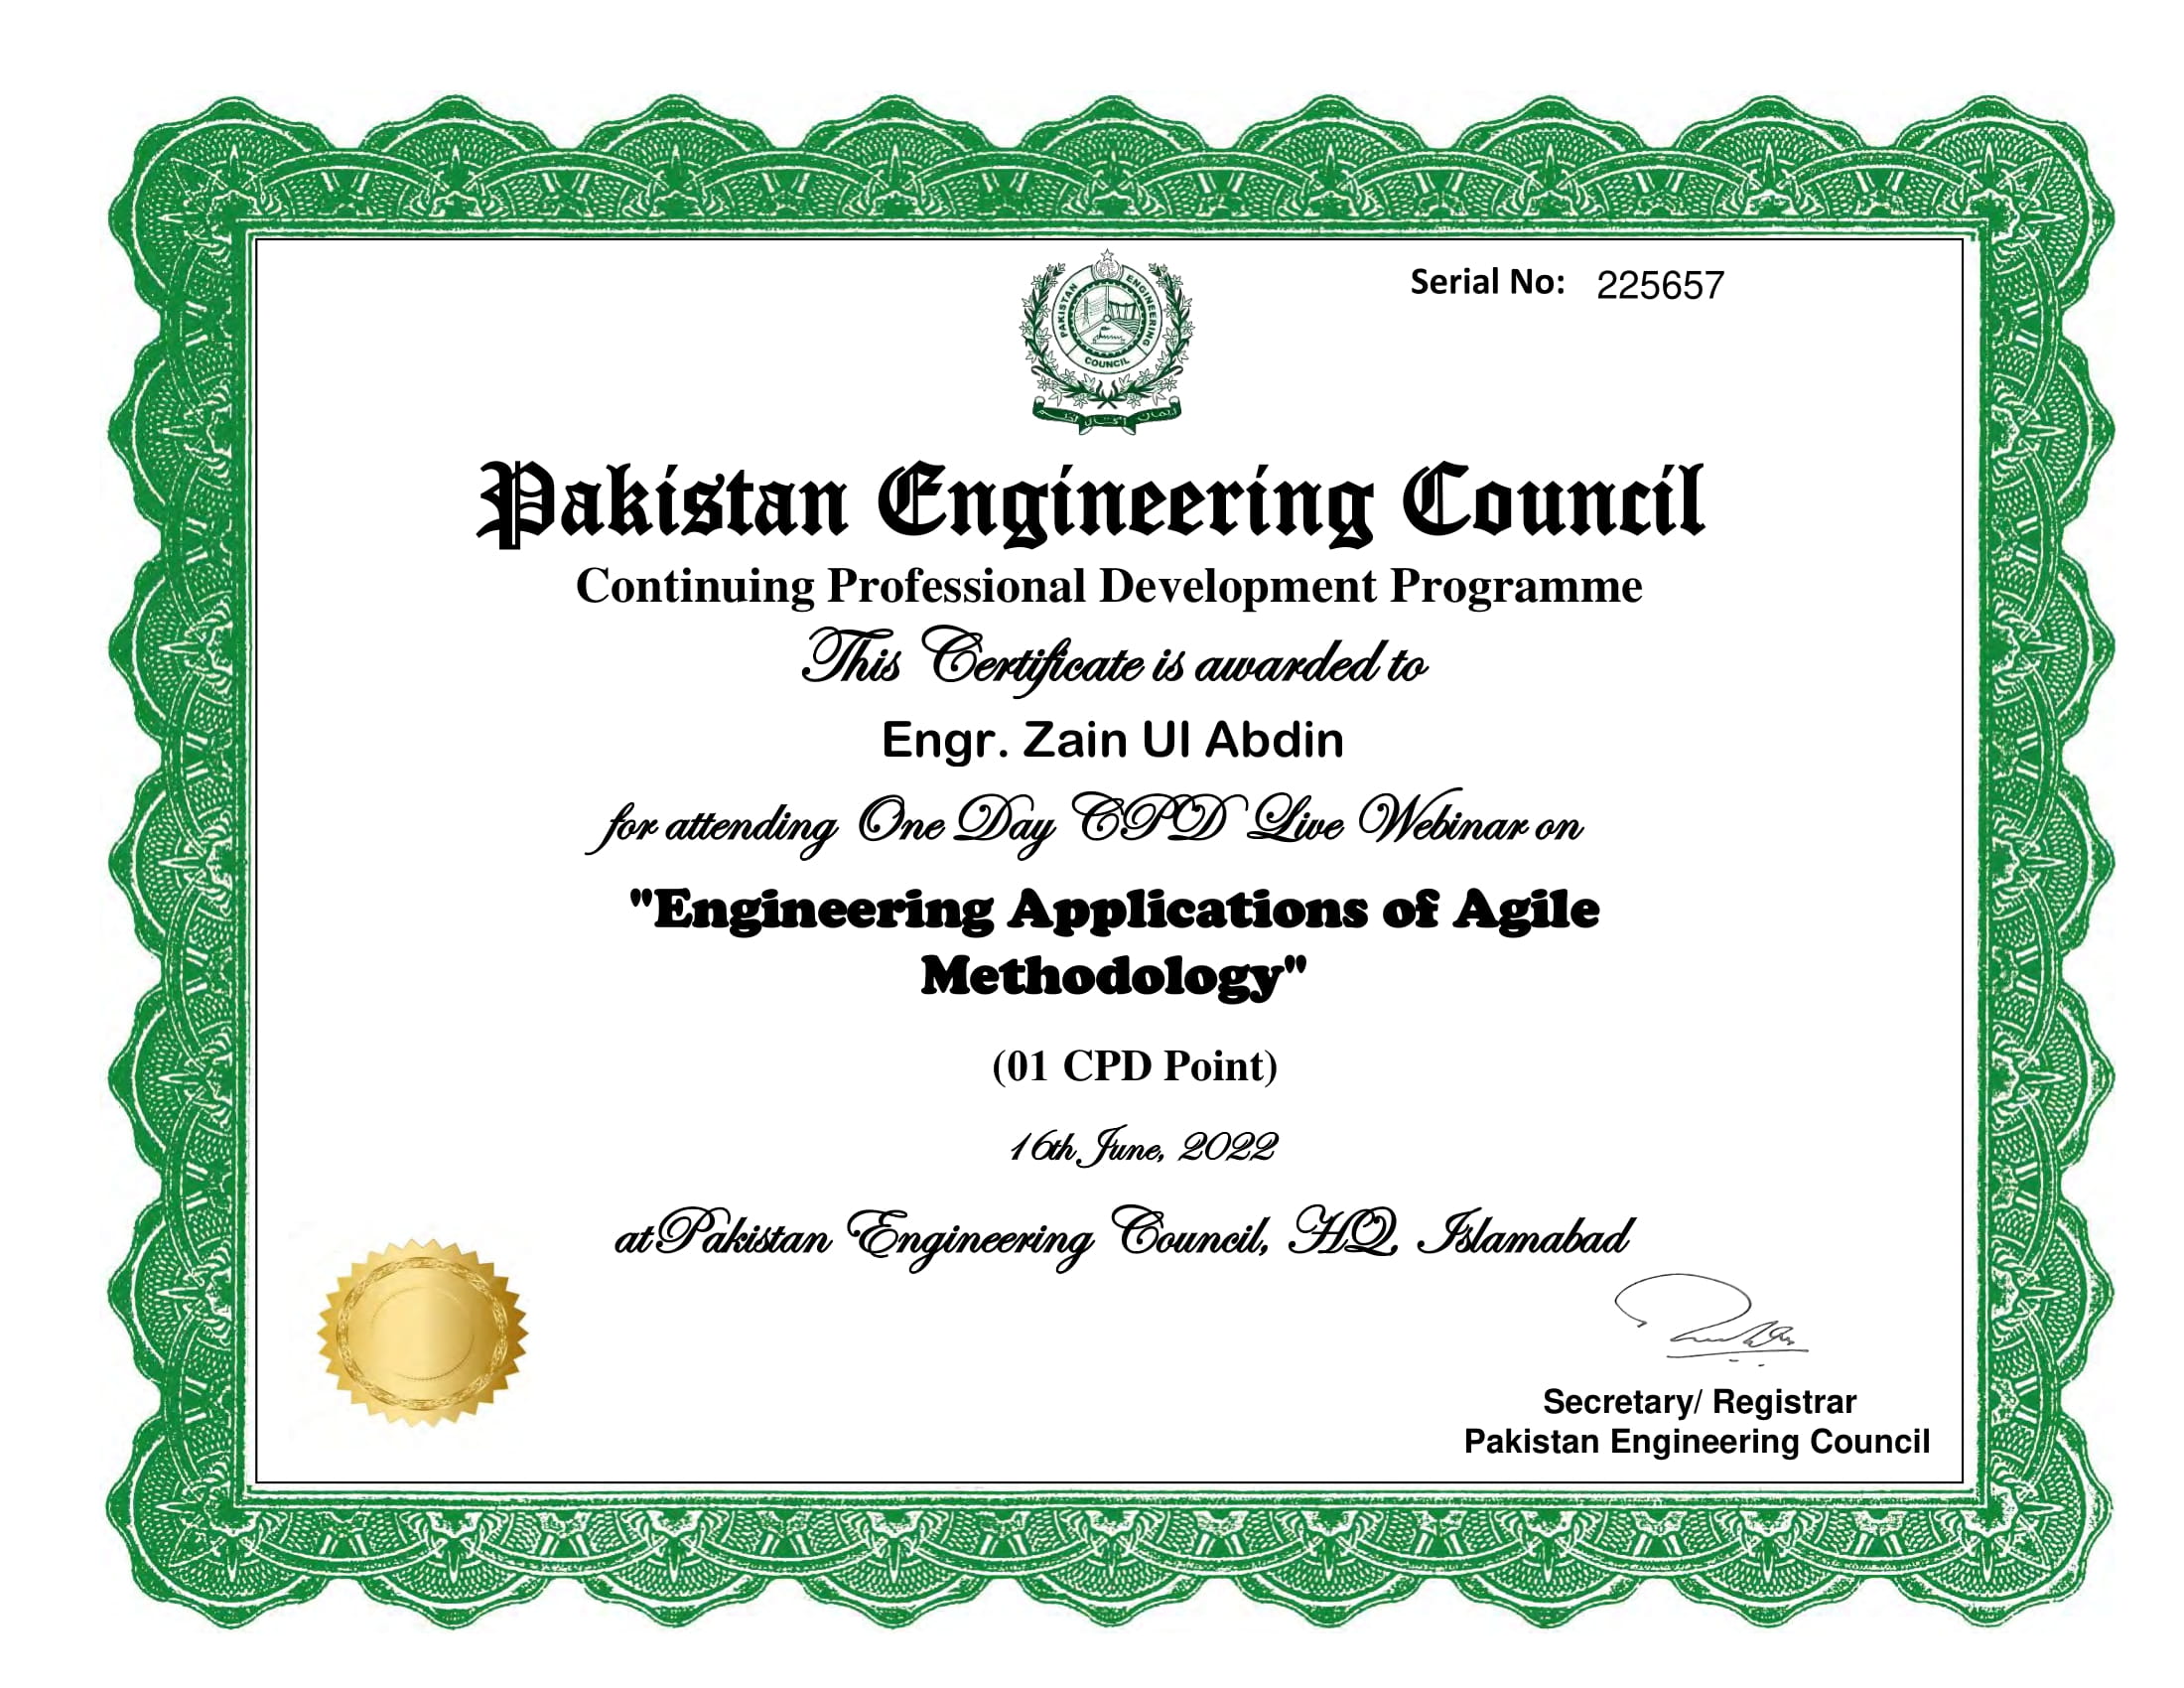 PAKISTAN ENGINEERING COUNCIL
Serial No: 225657
Pakistan Engineering Council
Continuing Professional Development Programme
This Certificate is awarded to
Engr. Zain Ul Abdin
for attending One Day CPD Live Webinar on
"Engineering Applications of Agile
Methodology"
(01 CPD Point)
16th June, 2022
at Pakistan Engineering Council, HQ, Islamabad
Secretary/ Registrar
Pakistan Engineering Council